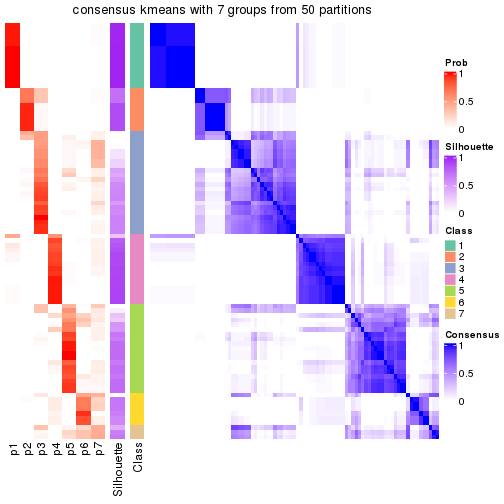 consensus kmeans with 7 groups from 50 partitions
Prob
1
0.5
0
Silhouette
1
0.5
0
Class
1
2
3
4
5
6
7
Consensus
1
0.5
0
p1
p2
p3
p4
p5
p6
p7
Silhouette
Class